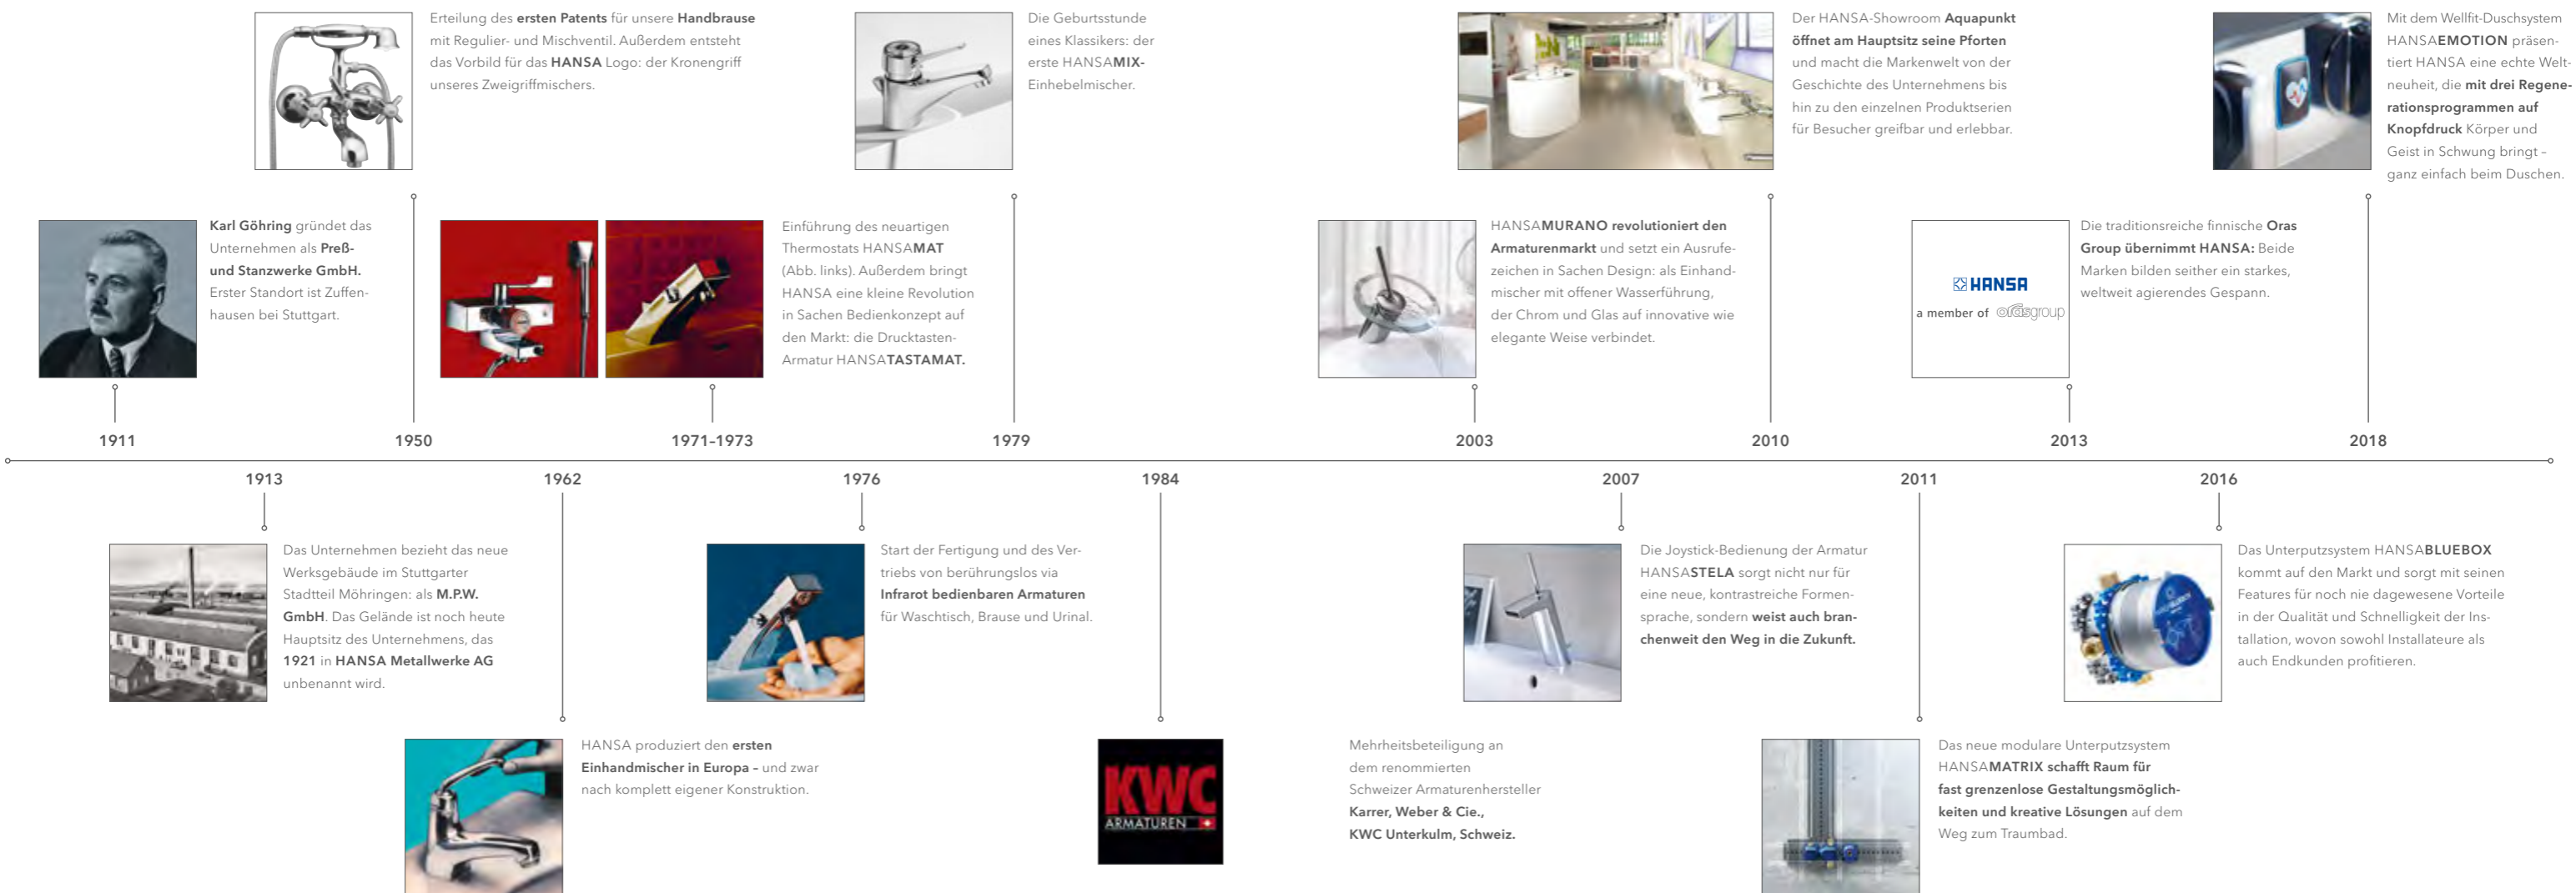 Erteilung des ersten Patents für unsere Handbrause
mit Regulier- und Mischventil. Außerdem entsteht
das Vorbild für das HANSA Logo: der Kronengriff
unseres Zweigriffmischers.
Die Geburtsstunde
eines Klassikers: der
erste HANSAMIX-
Einhebelmischer.
Der HANSA-Showroom Aquapunkt
öffnet am Hauptsitz seine Pforten
und macht die Markenwelt von der
Geschichte des Unternehmens bis
hin zu den einzelnen Produktserien
für Besucher greifbar und erlebbar.
Mit dem Wellfit-Duschsystem
HANSAEMOTION präsen-
tiert HANSA eine echte Welt-
neuheit, die mit drei Regene-
rationsprogrammen auf
Knopfdruck Körper und
Geist in Schwung bringt –
ganz einfach beim Duschen.
Karl Göhring gründet das
Unternehmen als Preß-
und Stanzwerke GmbH.
Erster Standort ist Zuffen-
hausen bei Stuttgart.
Einführung des neuartigen
Thermostats HANSAMAT
(Abb. links). Außerdem bringt
HANSA eine kleine Revolution
in Sachen Bedienkonzept auf
den Markt: die Drucktasten-
Armatur HANSATASTAMAT.
HANSAMURANO revolutioniert den
Armaturenmarkt und setzt ein Ausrufe-
zeichen in Sachen Design: als Einhand-
mischer mit offener Wasserführung,
der Chrom und Glas auf innovative wie
elegante Weise verbindet.
HANSA
a member of orasgroup
Die traditionsreiche finnische Oras
Group übernimmt HANSA: Beide
Marken bilden seither ein starkes,
weltweit agierendes Gespann.
1911
1950
1971–1973
1979
2003
2010
2013
2018
1913
1962
1976
1984
2007
2011
2016
Das Unternehmen bezieht das neue
Werksgebäude im Stuttgarter
Stadtteil Möhringen: als M.P.W.
GmbH. Das Gelände ist noch heute
Hauptsitz des Unternehmens, das
1921 in HANSA Metallwerke AG
unbenannt wird.
Start der Fertigung und des Ver-
triebs von berührungslos via
Infrarot bedienbaren Armaturen
für Waschtisch, Brause und Urinal.
Die Joystick-Bedienung der Armatur
HANSASTELA sorgt nicht nur für
eine neue, kontrastreiche Formen-
sprache, sondern weist auch bran-
chenweit den Weg in die Zukunft.
Das Unterputzsystem HANSABLUEBOX
kommt auf den Markt und sorgt mit seinen
Features für noch nie dagewesene Vorteile
in der Qualität und Schnelligkeit der Ins-
tallation, wovon sowohl Installateure als
auch Endkunden profitieren.
HANSA produziert den ersten
Einhandmischer in Europa – und zwar
nach komplett eigener Konstruktion.
KWC
ARMATUREN
Mehrheitsbeteiligung an
dem renommierten
Schweizer Armaturenhersteller
Karrer, Weber & Cie.,
KWC Unterkulm, Schweiz.
Das neue modulare Unterputzsystem
HANSAMATRIX schafft Raum für
fast grenzenlose Gestaltungsmöglich-
keiten und kreative Lösungen auf dem
Weg zum Traumbad.